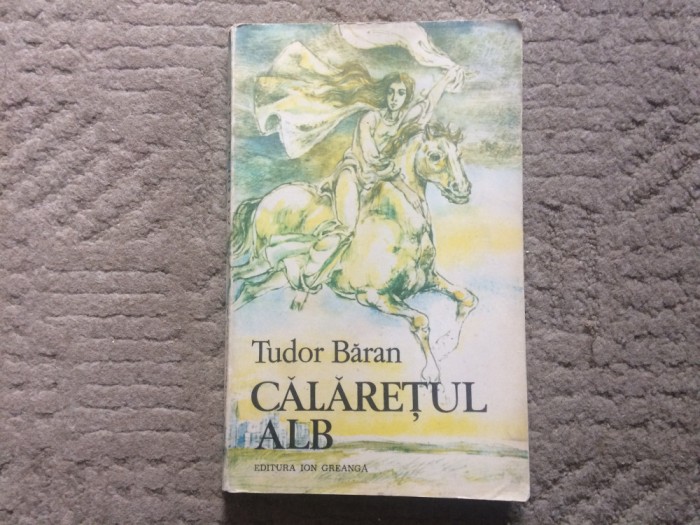 Tudor Băran
CĂLĂREȚUL
ALB
EDITURA ION CREANGĂ